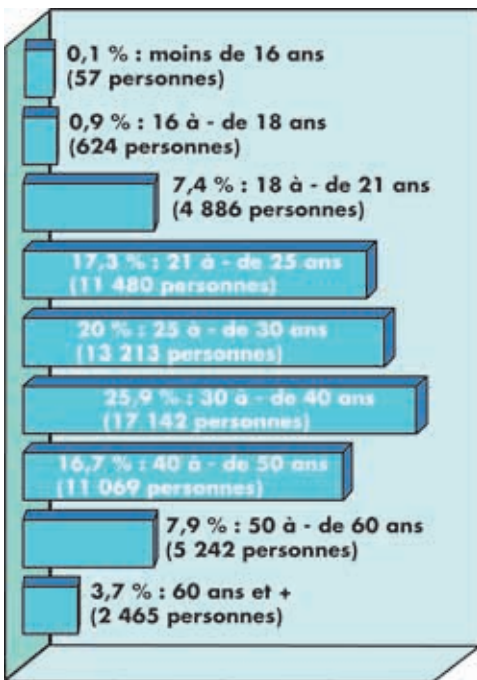 0,1 % : moins de 16 ans
(57 personnes)
0,9 % : 16 à - de 18 ans
(624 personnes)
7,4 % : 18 à - de 21 ans
(4 886 personnes)
17,3 % : 21 à - de 25 ans
(11 480 personnes)
20 % : 25 à - de 30 ans
(13 213 personnes)
25,9 % : 30 à - de 40 ans
(17 142 personnes)
16,7 % : 40 à - de 50 ans
(11 069 personnes)
7,9 % : 50 à - de 60 ans
(5 242 personnes)
3,7 % : 60 ans et +
(2 465 personnes)